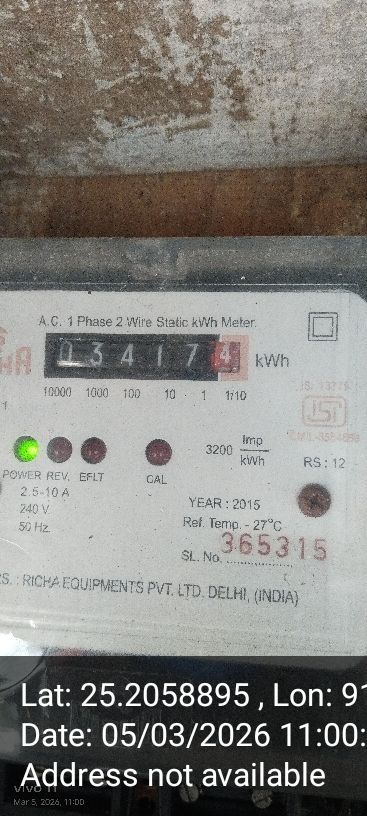 A.C. 1 Phase 2 Wire Static kWh Meter.
034174 kWh
10000 1000 100 10 1 1/10
3200 Imp/kWh
RS : 12
POWER REV. EFLT CAL
2.5-10 A
240 V.
50 Hz.
YEAR : 2015
Ref. Temp. - 27°C
SL. No. 365315
RICHA EQUIPMENTS PVT. LTD. DELHI, (INDIA)
Lat: 25.2058895 , Lon: 91
Date: 05/03/2026 11:00:
Address not available
vivo
Mar 5, 2026, 11:00